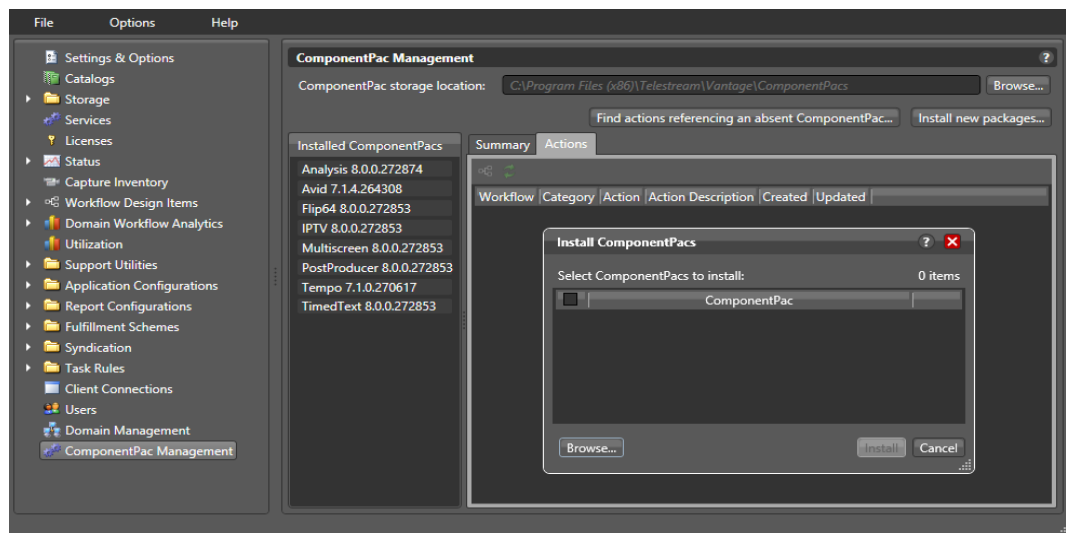 File Options Help
Settings & Options
Catalogs
Storage
Services
Licenses
Status
Capture Inventory
Workflow Design Items
Domain Workflow Analytics
Utilization
Support Utilities
Application Configurations
Report Configurations
Fulfillment Schemes
Syndication
Task Rules
Client Connections
Users
Domain Management
ComponentPac Management
ComponentPac Management ?
ComponentPac storage location: C:\Program Files (x86)\Telestream\Vantage\ComponentPacs Browse...
Find actions referencing an absent ComponentPac... Install new packages...
Installed ComponentPacs
Analysis 8.0.0.272874
Avid 7.1.4.264308
Flip64 8.0.0.272853
IPTV 8.0.0.272853
Multiscreen 8.0.0.272853
PostProducer 8.0.0.272853
Tempo 7.1.0.270617
TimedText 8.0.0.272853
Summary Actions
Workflow Category Action Action Description Created Updated
Install ComponentPacs ? X
Select ComponentPacs to install: 0 items
ComponentPac
Browse... Install Cancel